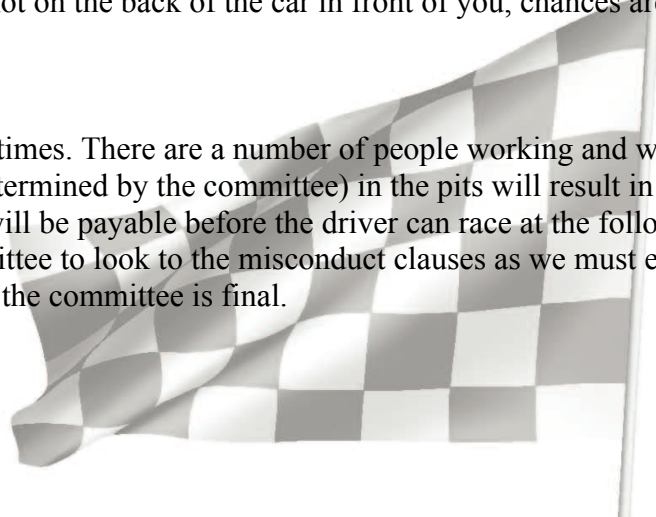 ot on the back of the car in front of you, chances ar
times. There are a number of people working and w
termined by the committee) in the pits will result in
will be payable before the driver can race at the follo
ittee to look to the misconduct clauses as we must e
the committee is final.